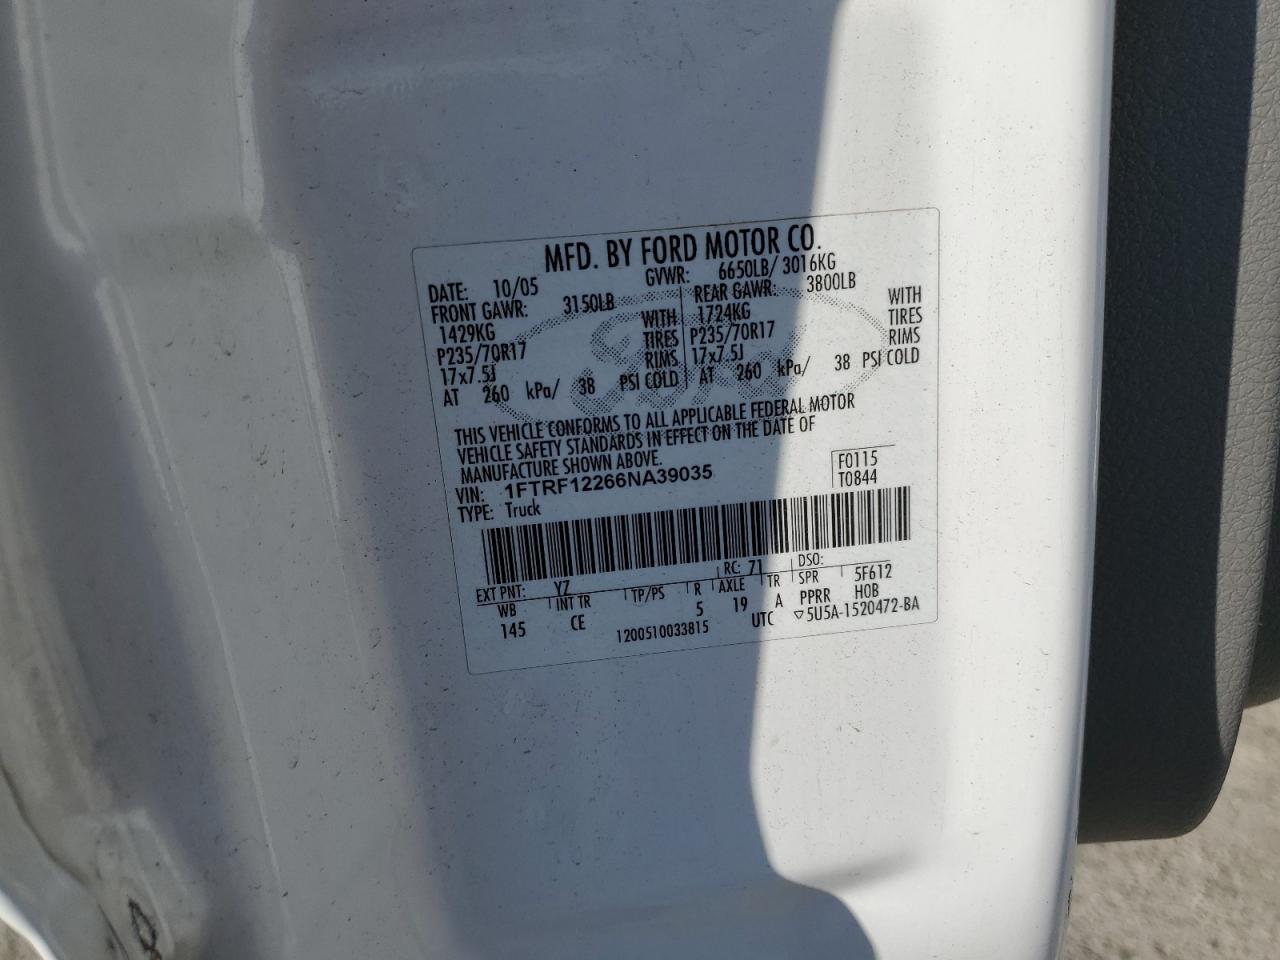 MFD. BY FORD MOTOR CO.
DATE: 10/05 GVWR: 6650LB/ 3016KG
FRONT GAWR: 3150LB REAR GAWR: 3800LB
1429KG WITH 1724KG WITH
P235/70R17 TIRES P235/70R17 TIRES
17x7.5J RIMS 17x7.5J RIMS
AT 260 kPa/ 38 PSI COLD AT 260 kPa/ 38 PSI COLD
THIS VEHICLE CONFORMS TO ALL APPLICABLE FEDERAL MOTOR
VEHICLE SAFETY STANDARDS IN EFFECT ON THE DATE OF
MANUFACTURE SHOWN ABOVE.
VIN: 1FTRF12266NA39035 F0115
TYPE: Truck T0844
EXT PNT: YZ RC: 71 DSO:
WB INT TR TP/PS R AXLE TR SPR 5F612
145 CE 5 19 A PPRR HOB
1200510033815 UTC ▽5U5A-1520472-BA